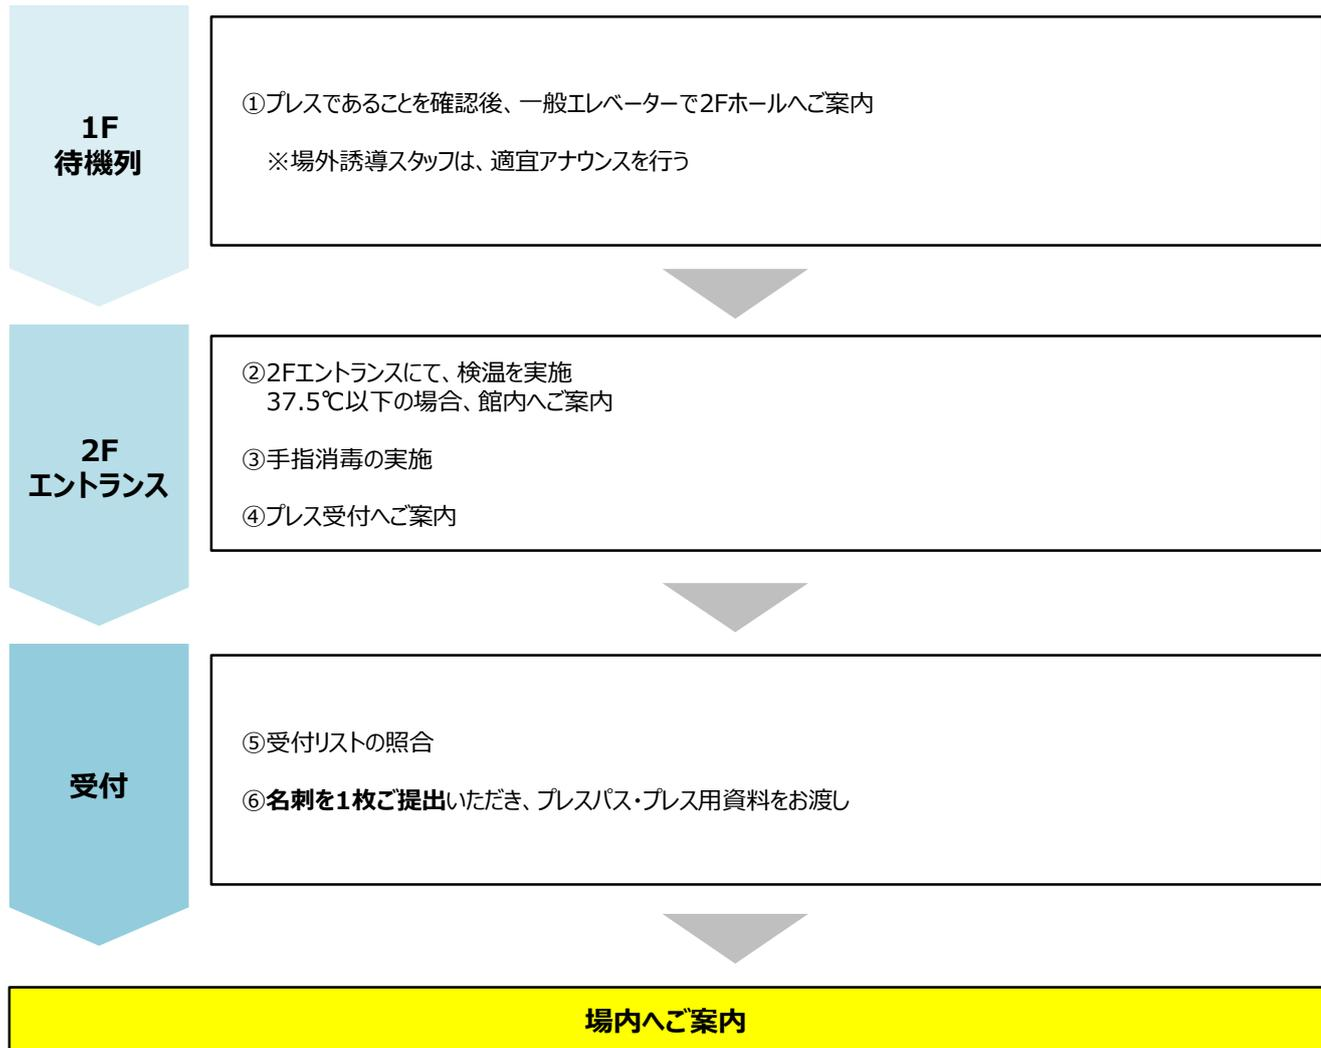 1F
待機列
①プレスであることを確認後、一般エレベーターで2Fホールへご案内
※場外誘導スタッフは、適宜アナウンスを行う
2F
エントランス
②2Fエントランスにて、検温を実施
37.5℃以下の場合、館内へご案内
③手指消毒の実施
④プレス受付へご案内
受付
⑤受付リストの照合
⑥名刺を1枚ご提出いただき、プレスパス・プレス用資料をお渡し
場内へご案内